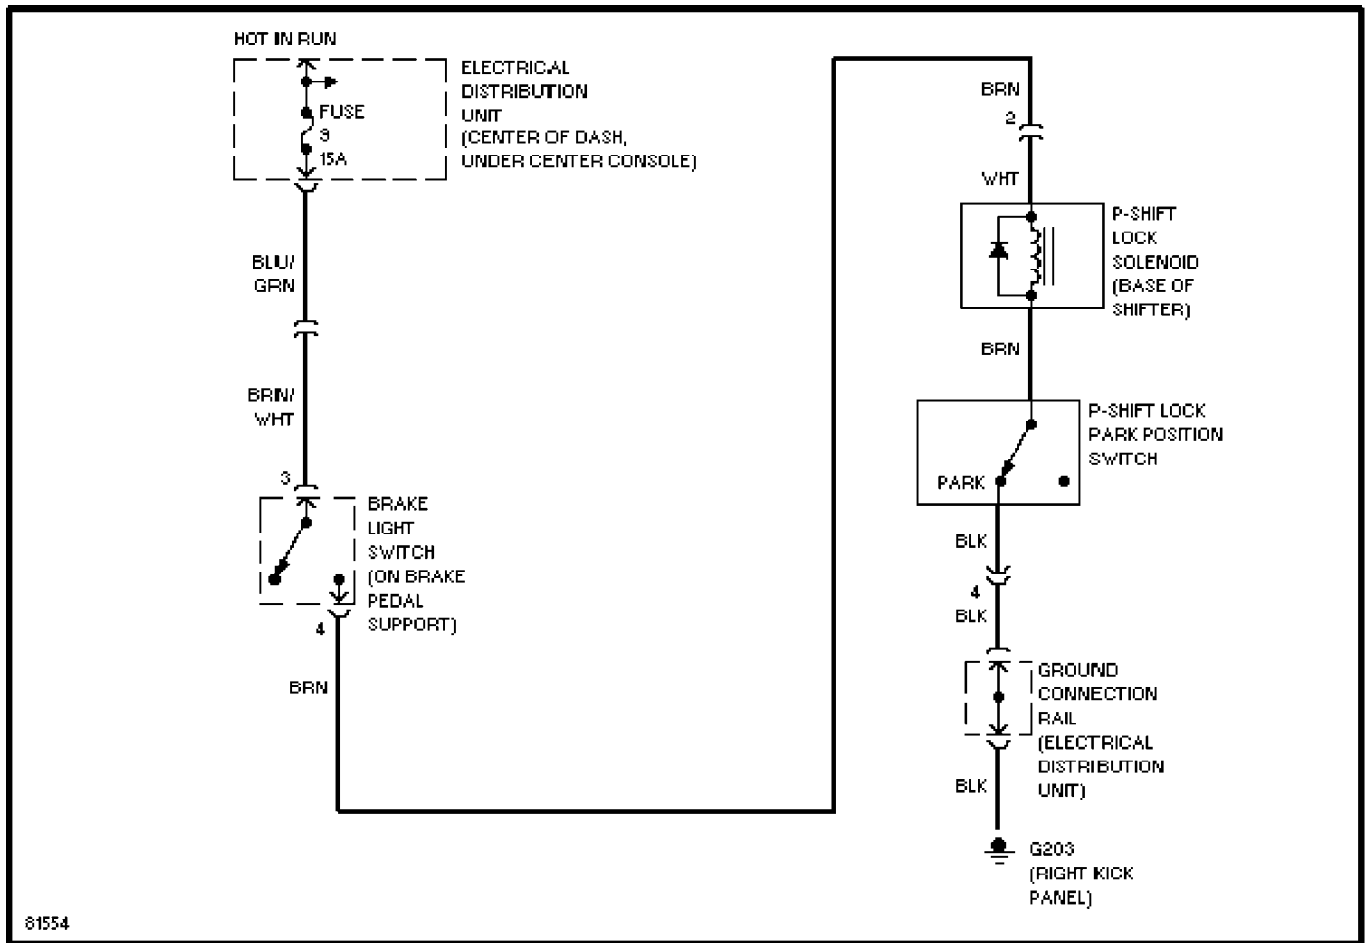 HOT IN RUN
ELECTRICAL
DISTRIBUTION
UNIT
(CENTER OF DASH,
UNDER CENTER CONSOLE)
FUSE
9
15A
BLU/
GRN
BRN/
WHT
3
BRAKE
LIGHT
SWITCH
(ON BRAKE
PEDAL
SUPPORT)
4
BRN
BRN
2
WHT
P-SHIFT
LOCK
SOLENOID
(BASE OF
SHIFTER)
BRN
P-SHIFT LOCK
PARK POSITION
SWITCH
PARK
BLK
4
BLK
GROUND
CONNECTION
RAIL
(ELECTRICAL
DISTRIBUTION
UNIT)
BLK
G203
(RIGHT KICK
PANEL)
81554